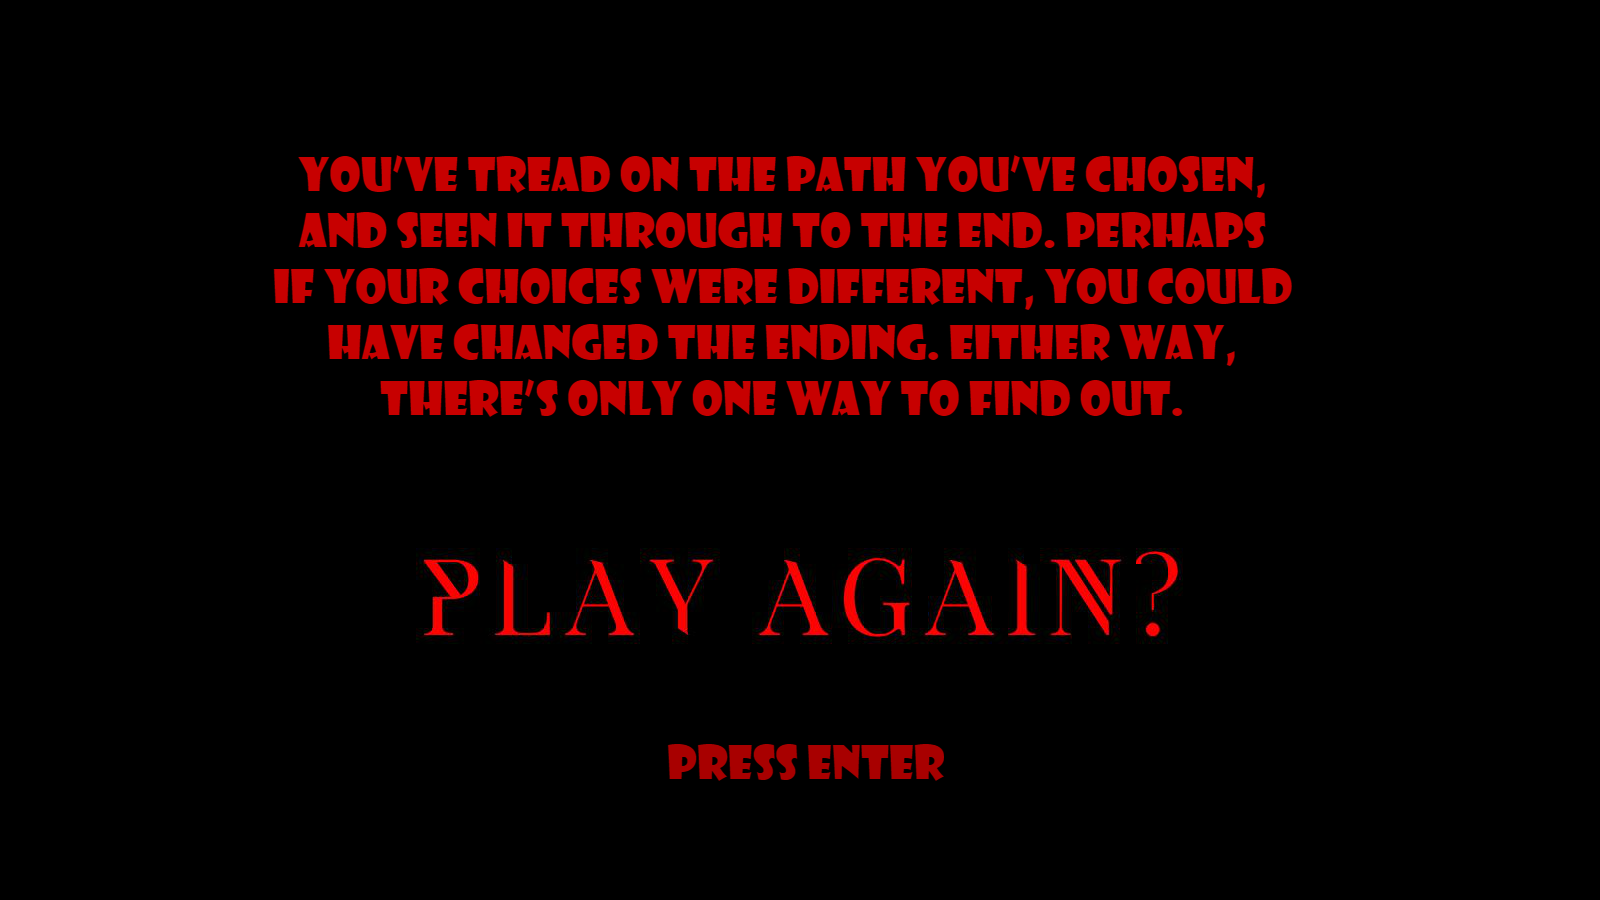 YOU'VE TREAD ON THE PATH YOU'VE CHOSEN,
AND SEEN IT THROUGH TO THE END. PERHAPS
IF YOUR CHOICES WERE DIFFERENT, YOU COULD
HAVE CHANGED THE ENDING. EITHER WAY,
THERE'S ONLY ONE WAY TO FIND OUT.
PLAY AGAIN?
PRESS ENTER